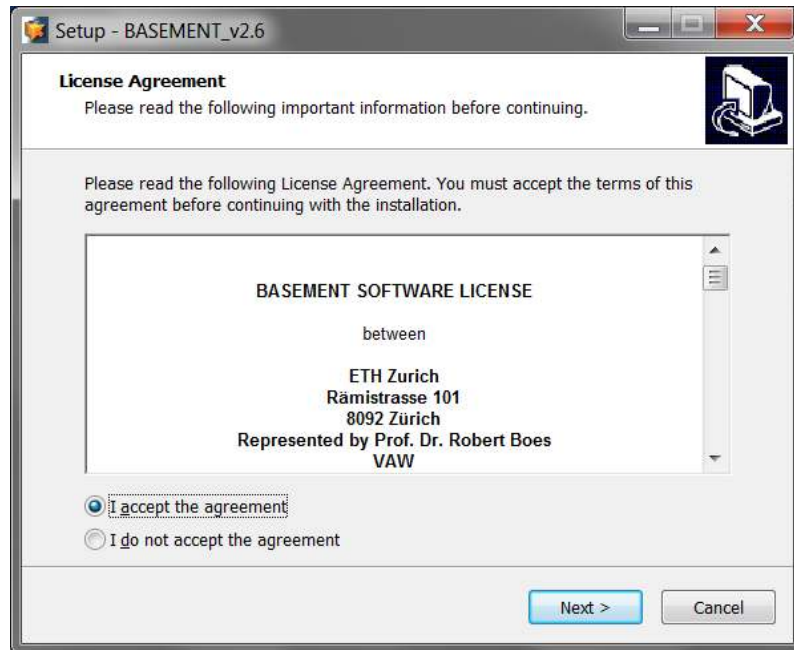 Setup - BASEMENT_v2.6
License Agreement
Please read the following important information before continuing.
Please read the following License Agreement. You must accept the terms of this
agreement before continuing with the installation.
BASEMENT SOFTWARE LICENSE
between
ETH Zurich
Rämistrasse 101
8092 Zürich
Represented by Prof. Dr. Robert Boes
VAW
I accept the agreement
I do not accept the agreement
Next >
Cancel